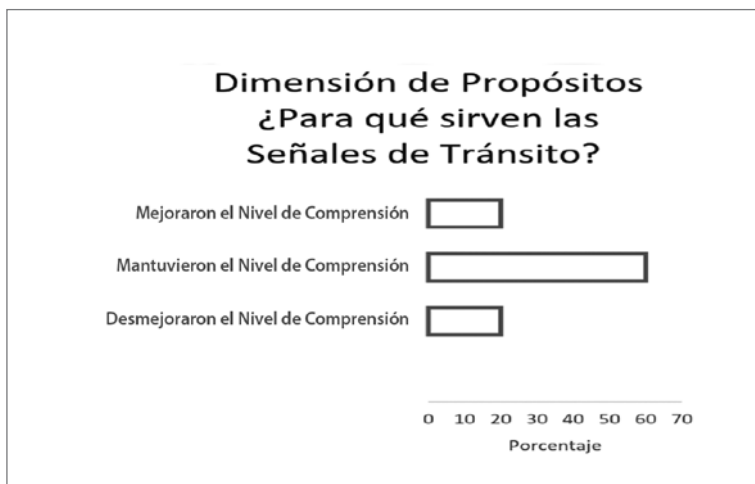 Dimensión de Propósitos
¿Para qué sirven las
Señales de Tránsito?
Mejoraron el Nivel de Comprensión
Mantuvieron el Nivel de Comprensión
Desmejoraron el Nivel de Comprensión
0 10 20 30 40 50 60 70
Porcentaje